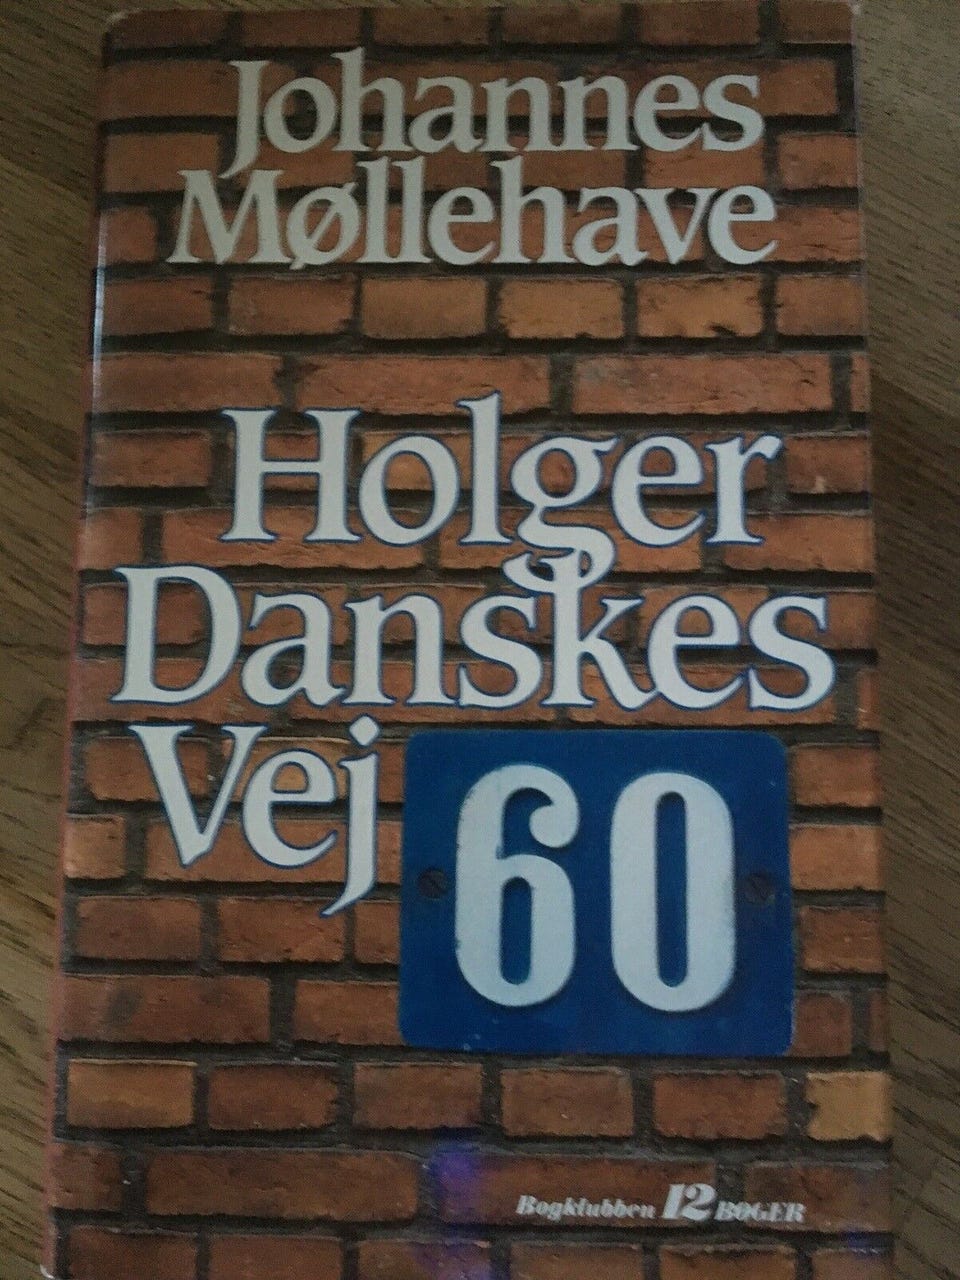 Johannes
Møllehave
Holger
Danskes
Vej 60
Bogklubben 12 BØGER